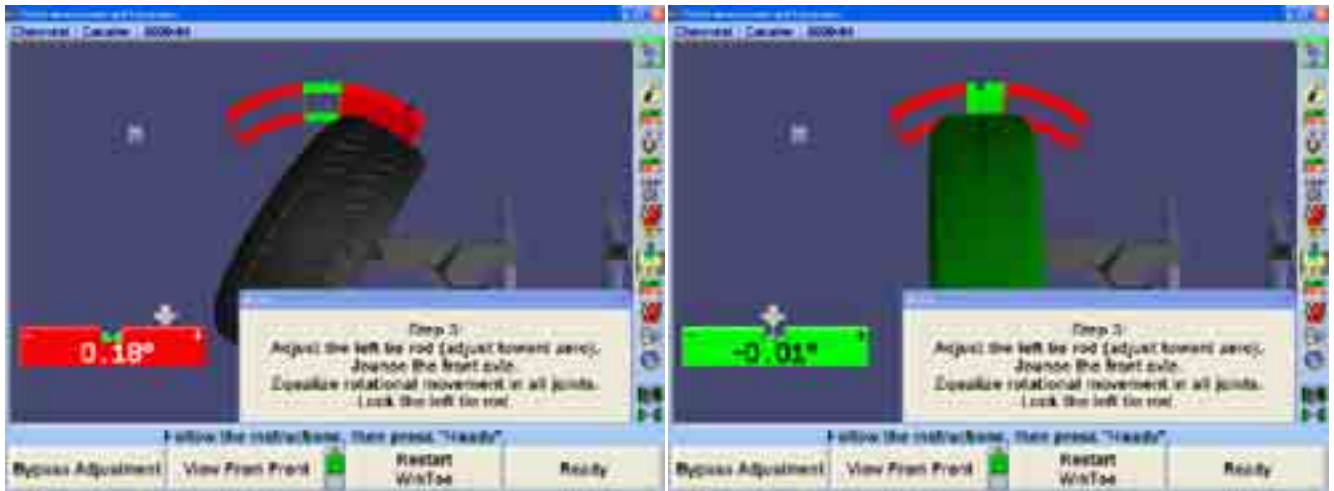 Chevrolet | Cavalier |
0.18°
Step 3:
Adjust the left tie rod (adjust toward zero).
Jounce the front axle.
Equalize rotational movement in all joints.
Lock the left tie rod.
Follow the instructions, then press "Ready".
Bypass Adjustment
View From Front
Restart
WinToe
Ready
Chevrolet | Cavalier |
-0.01°
Step 3:
Adjust the left tie rod (adjust toward zero).
Jounce the front axle.
Equalize rotational movement in all joints.
Lock the left tie rod.
Follow the instructions, then press "Ready".
Bypass Adjustment
View From Front
Restart
WinToe
Ready